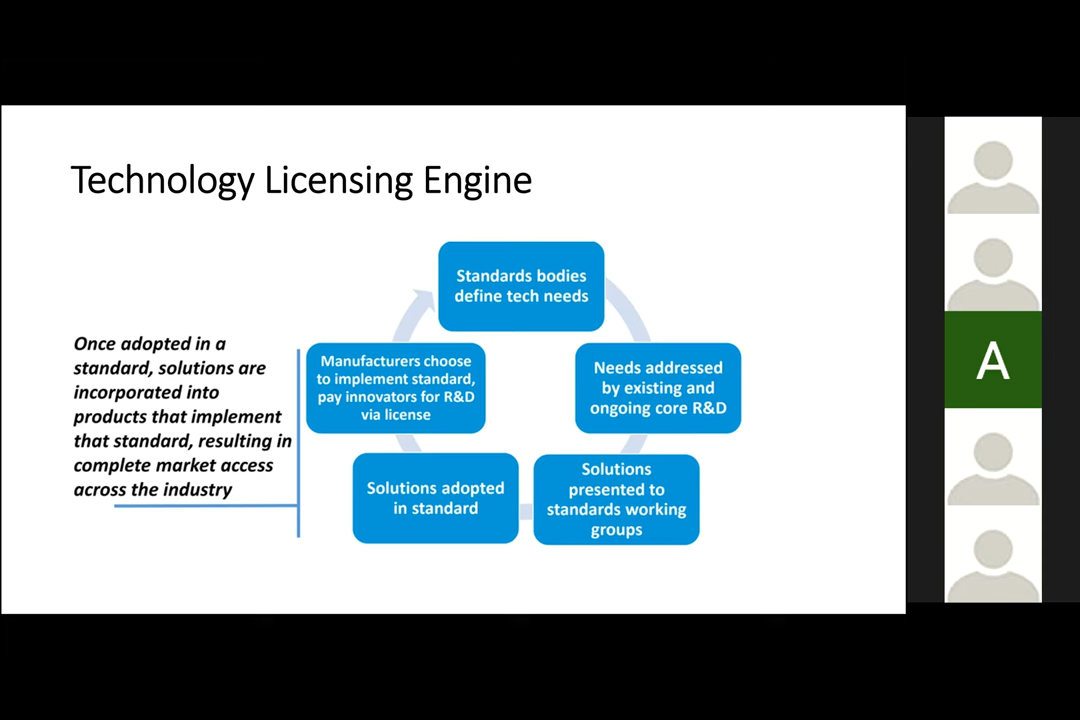 Technology Licensing Engine
Standards bodies
define tech needs
Once adopted in a
standard, solutions are
incorporated into
products that implement
that standard, resulting in
complete market access
across the industry
Manufacturers choose
to implement standard,
pay innovators for R&D
via license
Needs addressed
by existing and
ongoing core R&D
Solutions adopted
in standard
Solutions
presented to
standards working
groups
A